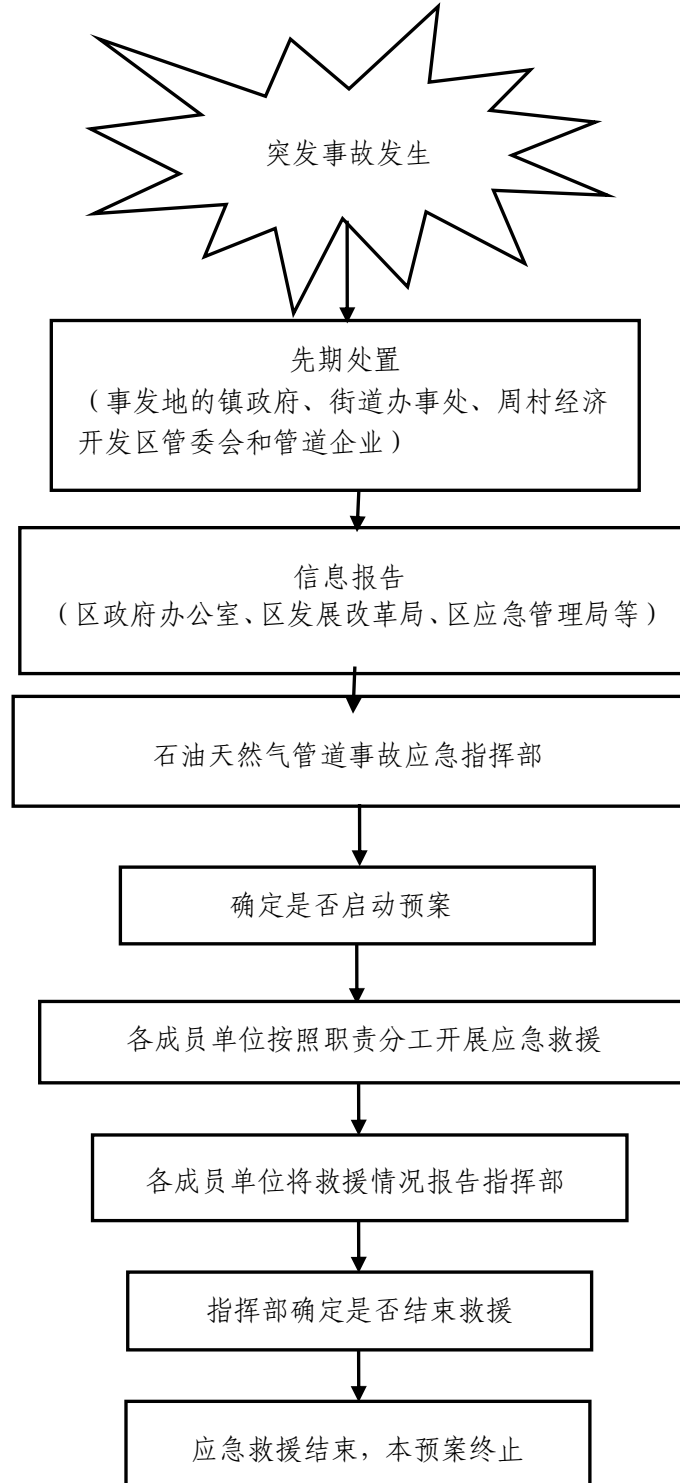 突发事故发生
先期处置
（事发地的镇政府、街道办事处、周村经济
开发区管委会和管道企业）
信息报告
（区政府办公室、区发展改革局、区应急管理局等）
石油天然气管道事故应急指挥部
确定是否启动预案
各成员单位按照职责分工开展应急救援
各成员单位将救援情况报告指挥部
指挥部确定是否结束救援
应急救援结束，本预案终止